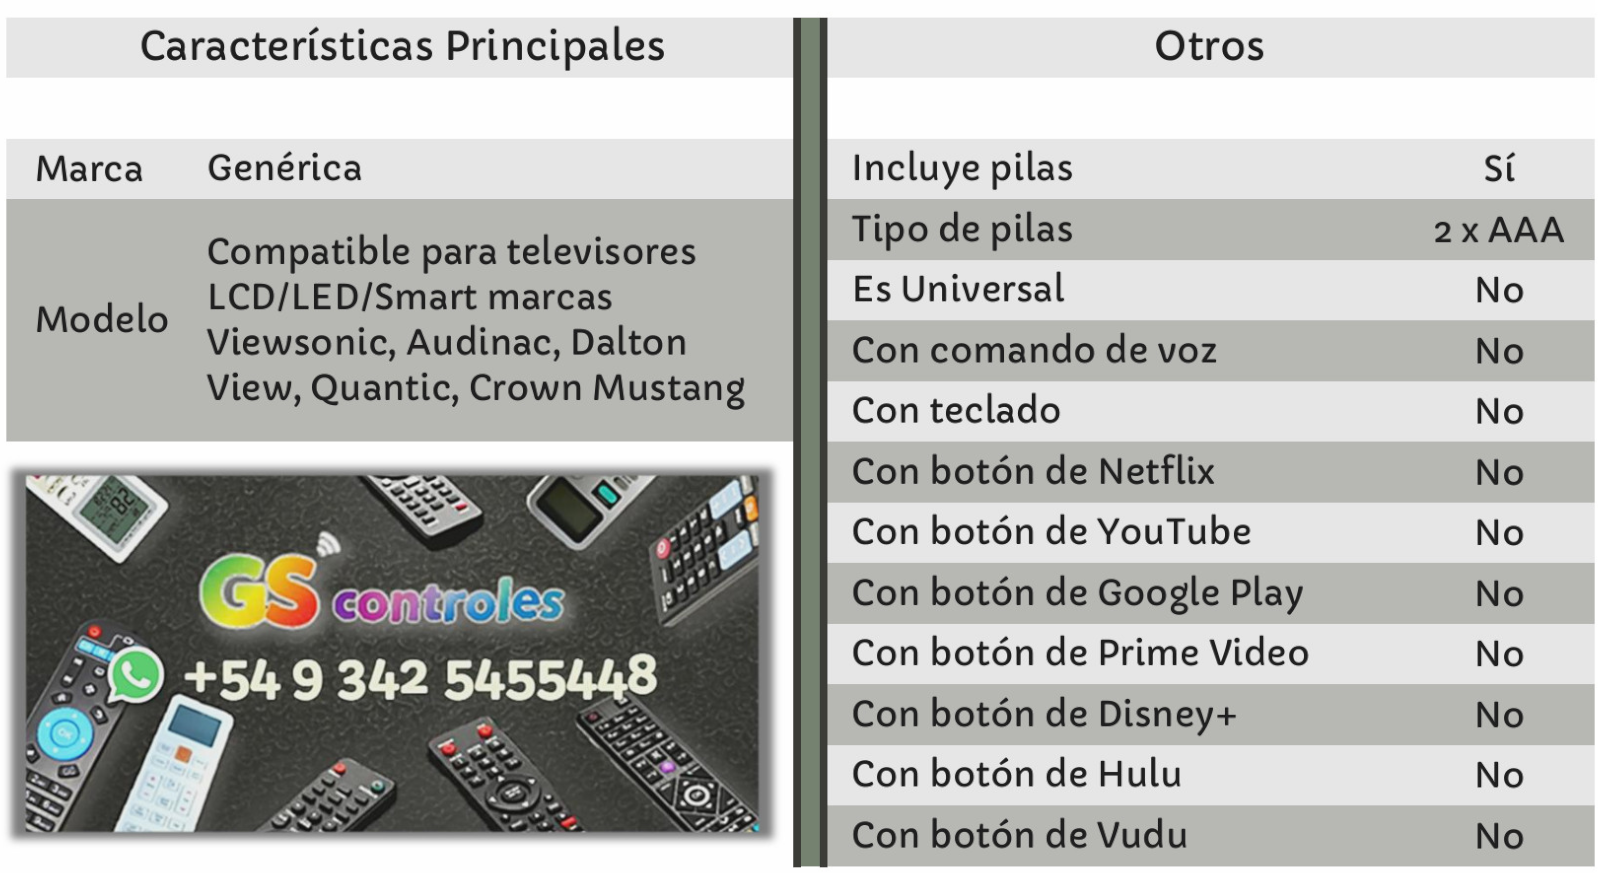 Características Principales
Marca Genérica
Modelo
Compatible para televisores
LCD/LED/Smart marcas
Viewsonic, Audinac, Dalton
View, Quantic, Crown Mustang
GS controles
+54 9 342 5455448
Otros
Incluye pilas Sí
Tipo de pilas 2 x AAA
Es Universal No
Con comando de voz No
Con teclado No
Con botón de Netflix No
Con botón de YouTube No
Con botón de Google Play No
Con botón de Prime Video No
Con botón de Disney+ No
Con botón de Hulu No
Con botón de Vudu No